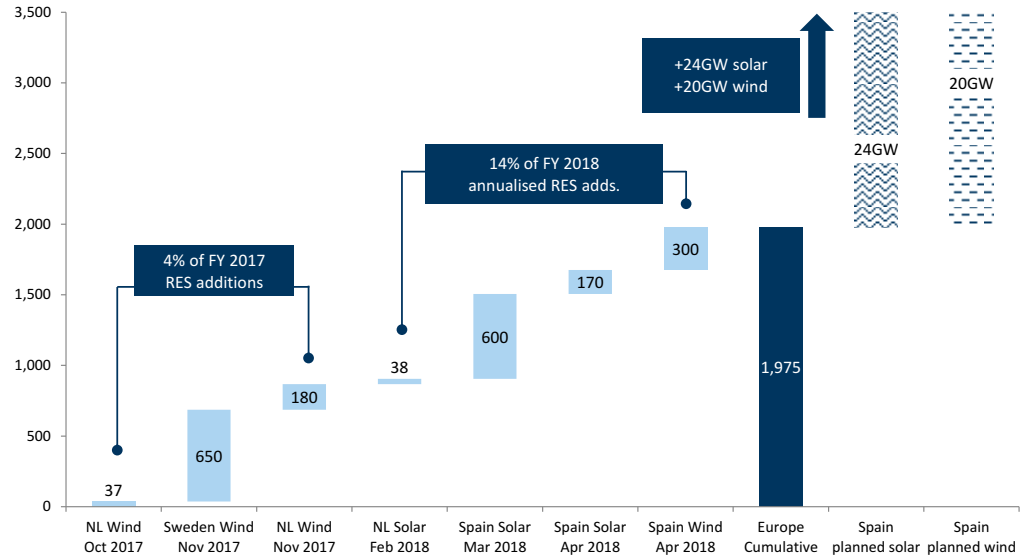 3,500
3,000
2,500
2,000
1,500
1,000
500
0
+24GW solar
+20GW wind
20GW
24GW
14% of FY 2018
annualised RES adds.
4% of FY 2017
RES additions
37
650
180
38
600
170
300
1,975
NL Wind
Oct 2017
Sweden Wind
Nov 2017
NL Wind
Nov 2017
NL Solar
Feb 2018
Spain Solar
Mar 2018
Spain Solar
Apr 2018
Spain Wind
Apr 2018
Europe
Cumulative
Spain
planned solar
Spain
planned wind